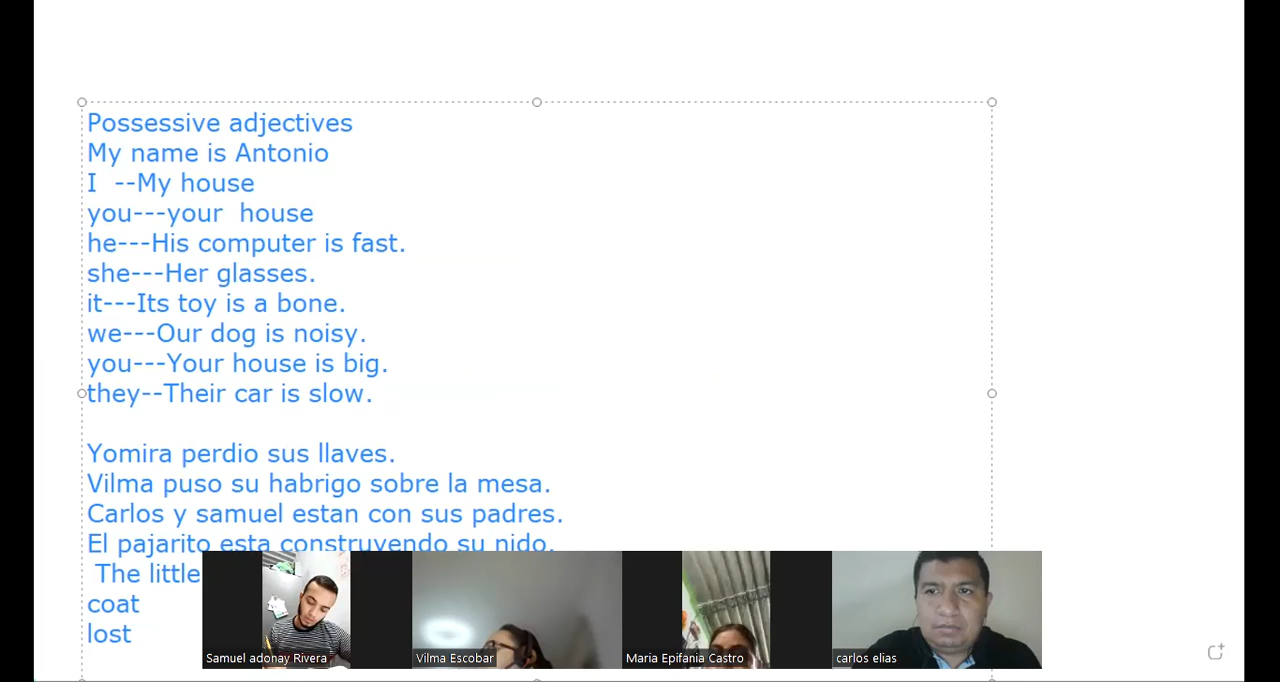 Possessive adjectives
My name is Antonio
I  --My house
you---your  house
he---His computer is fast.
she---Her glasses.
it---Its toy is a bone.
we---Our dog is noisy.
you---Your house is big.
they--Their car is slow.
Yomira perdio sus llaves.
Vilma puso su habrigo sobre la mesa.
Carlos y samuel estan con sus padres.
El pajarito esta construyendo su nido.
The little
coat
lost
Samuel adonay Rivera
Vilma Escobar
Maria Epifania Castro
carlos elias